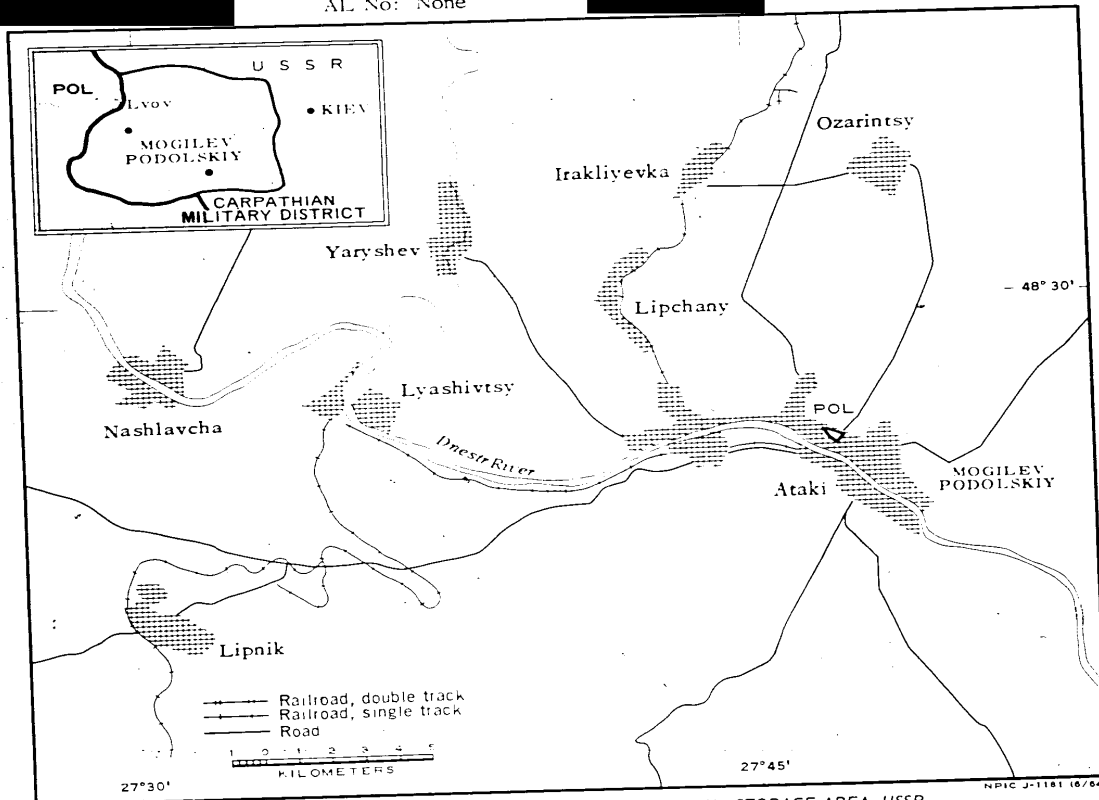 AL No: None
U S S R
POL
Lvov
KIEV
MOGILEV
PODOLSKIY
CARPATHIAN
MILITARY DISTRICT
Ozarintsy
Irakliyevka
Yaryshev
48° 30'
Lipchany
Lyashivtsy
Nashlavcha
POL
Dnestr River
MOGILEV
PODOLSKIY
Ataki
Lipnik
Railroad, double track
Railroad, single track
Road
1 0 1 2 3 4 5
KILOMETERS
27° 30'
27° 45'
NPIC J-1181 (6/64
STORAGE AREA, USSR